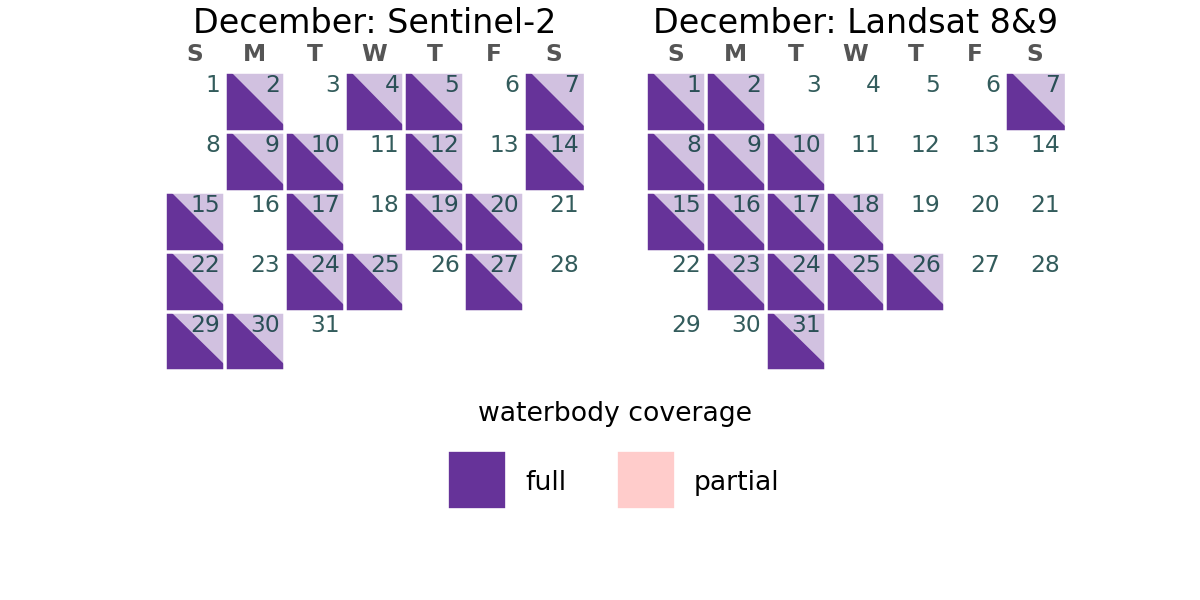 December: Sentinel-2
S M T W T F S
1 2 3 4 5 6 7
8 9 10 11 12 13 14
15 16 17 18 19 20 21
22 23 24 25 26 27 28
29 30 31
December: Landsat 8&9
S M T W T F S
1 2 3 4 5 6 7
8 9 10 11 12 13 14
15 16 17 18 19 20 21
22 23 24 25 26 27 28
29 30 31
waterbody coverage
full
partial